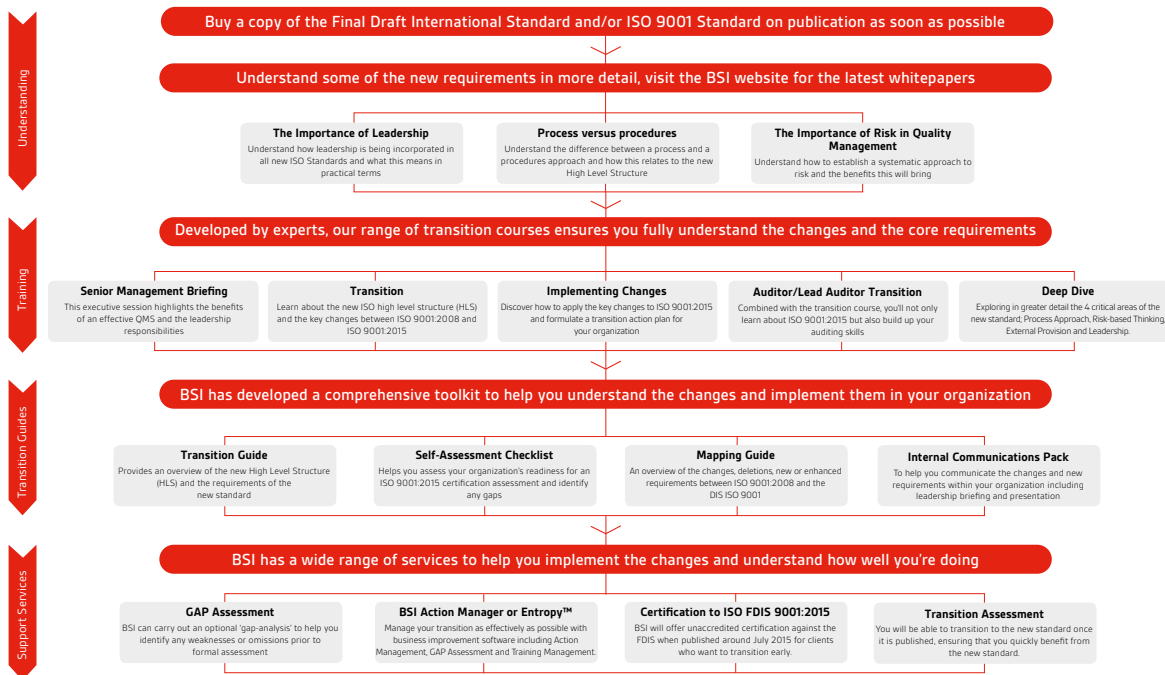 Understanding
Buy a copy of the Final Draft International Standard and/or ISO 9001 Standard on publication as soon as possible
Understand some of the new requirements in more detail, visit the BSI website for the latest whitepapers
The Importance of Leadership
Understand how leadership is being incorporated in
all new ISO Standards and what this means in
practical terms
Process versus procedures
Understand the difference between a process and a
procedures approach and how this relates to the new
High Level Structure
The Importance of Risk in Quality
Management
Understand how to establish a systematic approach to
risk and the benefits this will bring
Training
Developed by experts, our range of transition courses ensures you fully understand the changes and the core requirements
Senior Management Briefing
This executive session highlights the benefits
of an effective QMS and the leadership
responsibilities
Transition
Learn about the new ISO high level structure (HLS)
and the key changes between ISO 9001:2008 and
ISO 9001:2015
Implementing Changes
Discover how to apply the key changes to ISO 9001:2015
and formulate a transition action plan for
your organization
Auditor/Lead Auditor Transition
Combined with the transition course, you'll not only
learn about ISO 9001:2015 but also build up your
auditing skills
Deep Dive
Exploring in greater detail the 4 critical areas of the
new standard; Process Approach, Risk-based Thinking,
External Provision and Leadership.
Transition Guides
BSI has developed a comprehensive toolkit to help you understand the changes and implement them in your organization
Transition Guide
Provides an overview of the new High Level Structure
(HLS) and the requirements of the
new standard
Self-Assessment Checklist
Helps you assess your organization's readiness for an
ISO 9001:2015 certification assessment and identify
any gaps
Mapping Guide
An overview of the changes, deletions, new or enhanced
requirements between ISO 9001:2008 and the
DIS ISO 9001
Internal Communications Pack
To help you communicate the changes and new
requirements within your organization including
leadership briefing and presentation
Support Services
BSI has a wide range of services to help you implement the changes and understand how well you're doing
GAP Assessment
BSI can carry out an optional 'gap-analysis' to help you
identify any weaknesses or omissions prior to
formal assessment
BSI Action Manager or Entropy™
Manage your transition as effectively as possible with
business improvement software including Action
Management, GAP Assessment and Training Management.
Certification to ISO FDIS 9001:2015
BSI will offer unaccredited certification against the
FDIS when published around July 2015 for clients
who want to transition early.
Transition Assessment
You will be able to transition to the new standard once
it is published, ensuring that you quickly benefit from
the new standard.